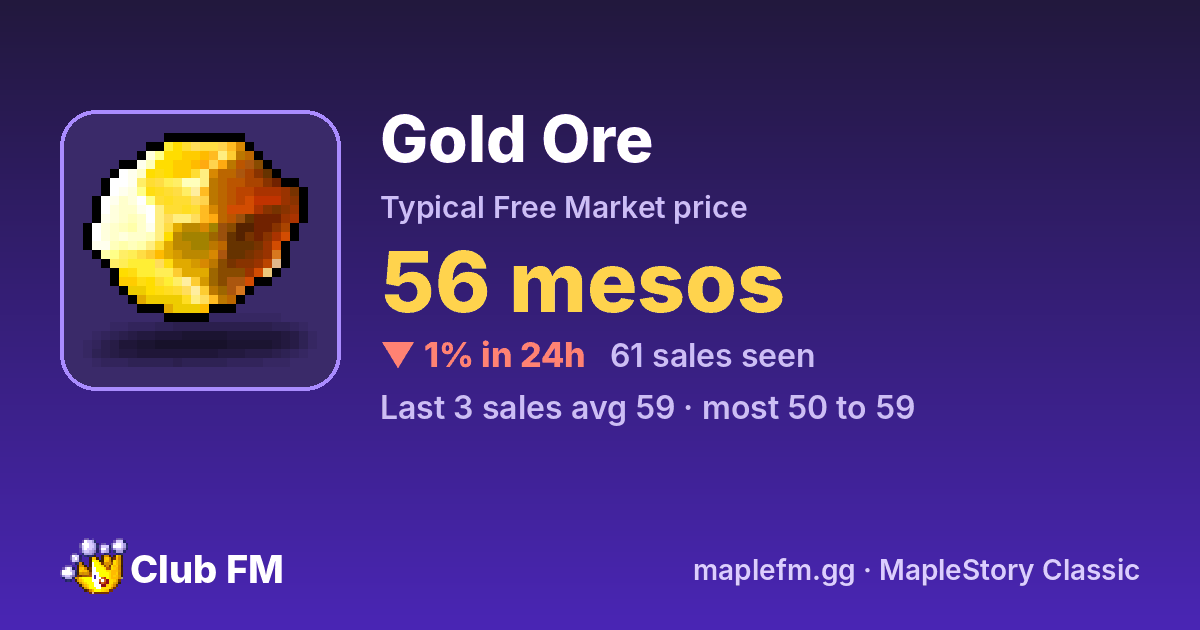 Gold Ore
Typical Free Market price
56 mesos
▼ 1% in 24h 61 sales seen
Last 3 sales avg 59 · most 50 to 59
Club FM
maplefm.gg · MapleStory Classic